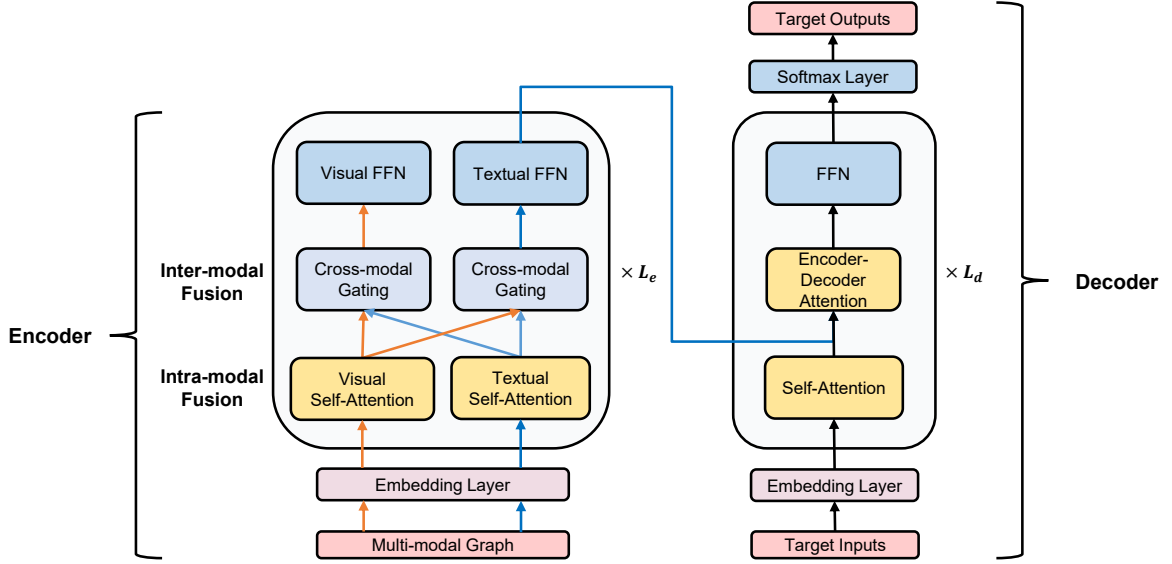 Target Outputs
Softmax Layer
Visual FFN
Textual FFN
FFN
Inter-modal
Fusion
Cross-modal
Gating
Cross-modal
Gating
× L_e
Encoder-
Decoder
Attention
× L_d
Decoder
Encoder
Intra-modal
Fusion
Visual
Self-Attention
Textual
Self-Attention
Self-Attention
Embedding Layer
Embedding Layer
Multi-modal Graph
Target Inputs